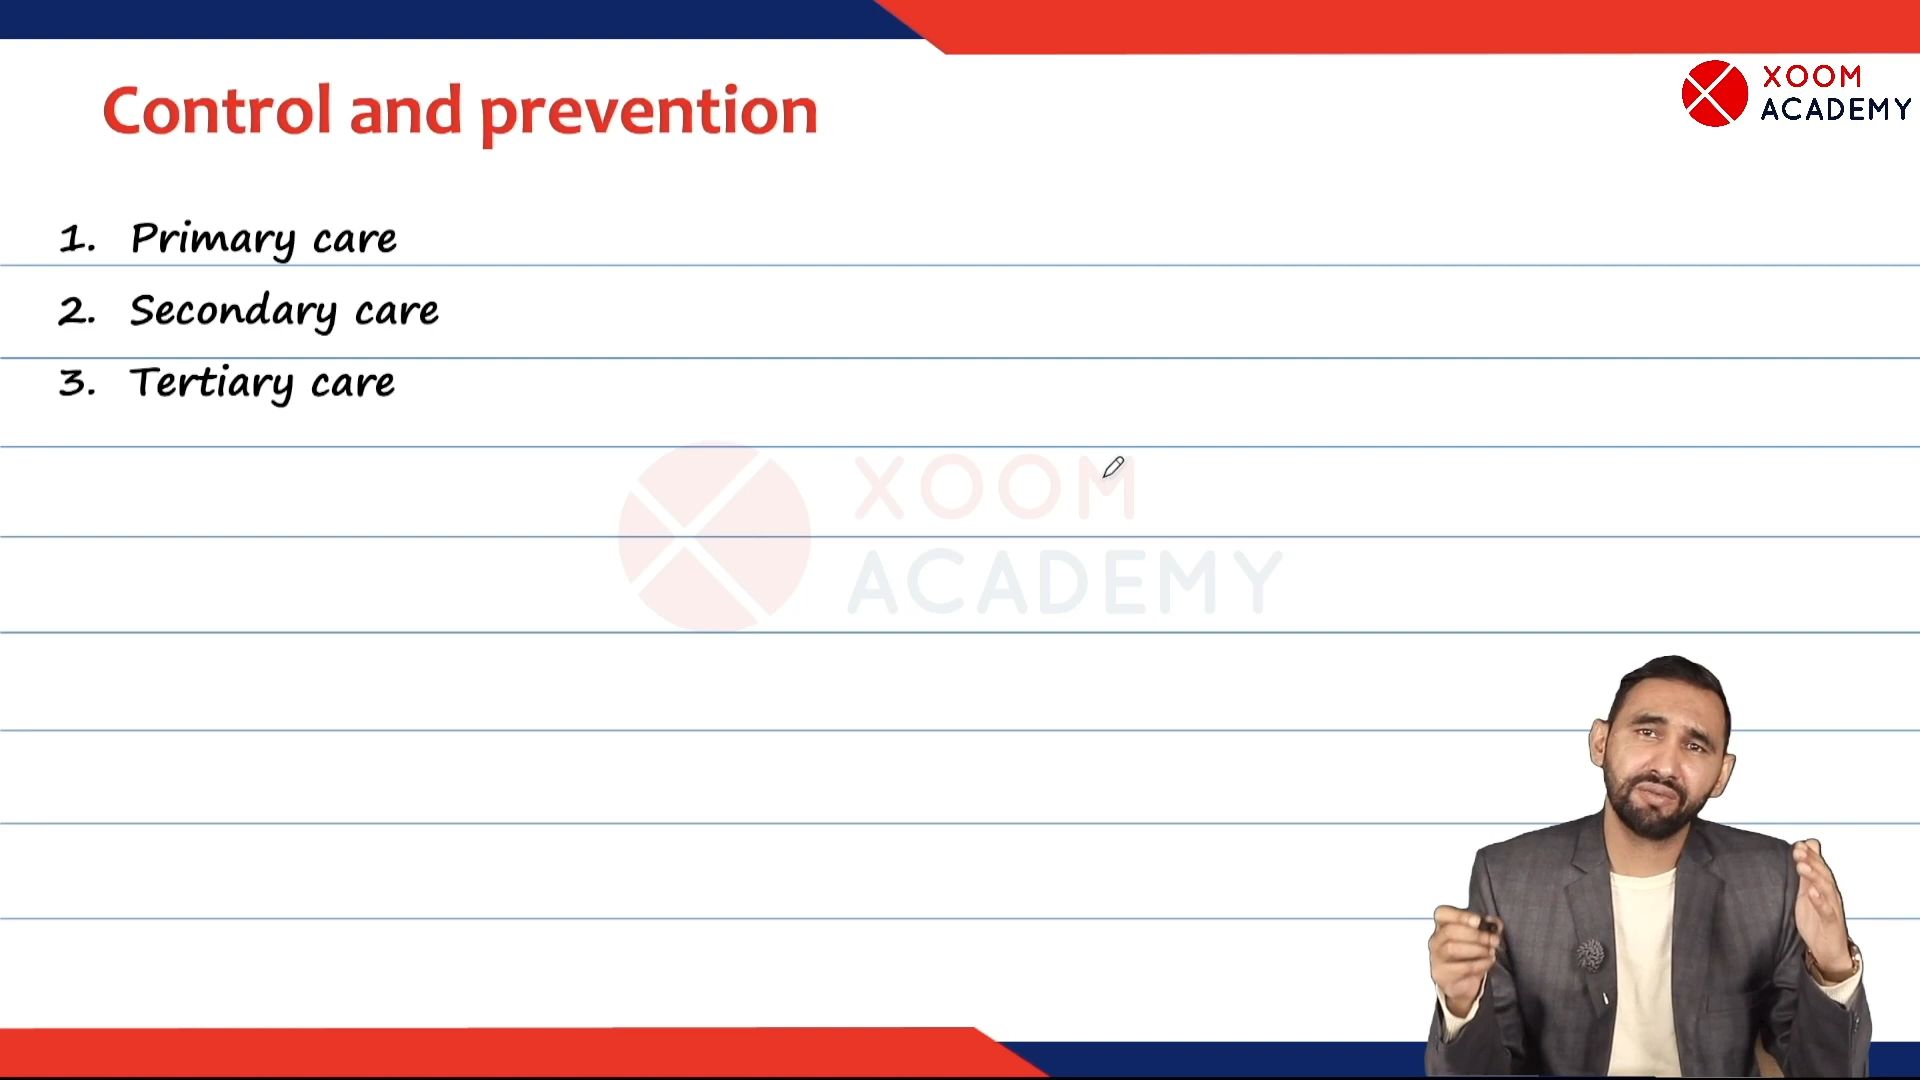 Control and prevention
XOOM
ACADEMY
1. Primary care
2. Secondary care
3. Tertiary care
XOOM
ACADEMY